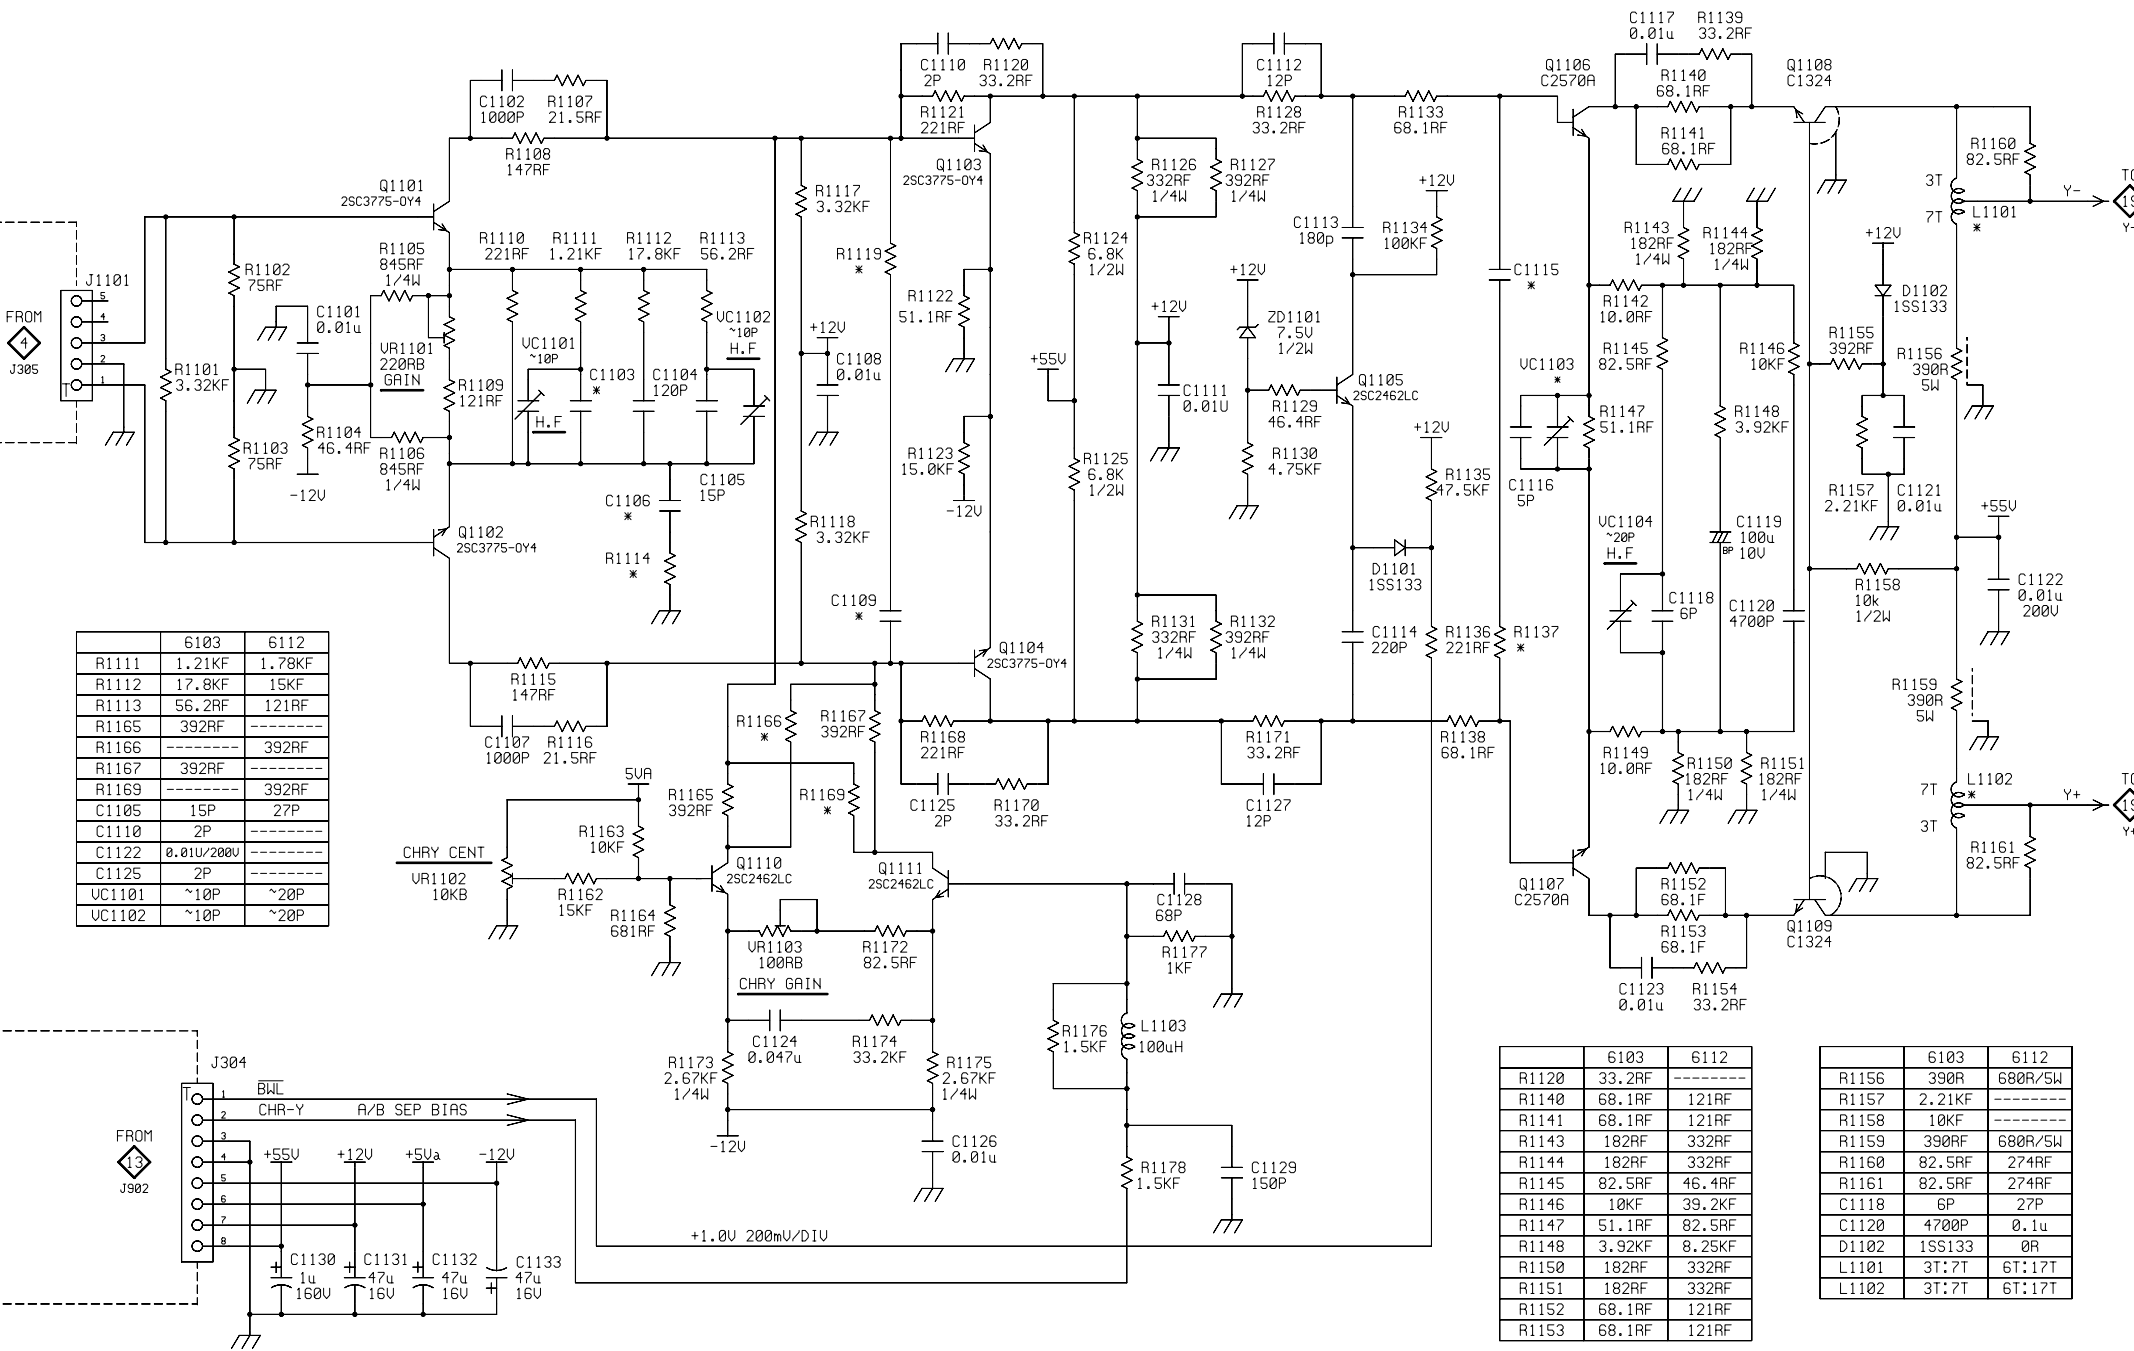 C1117 R1139
0.01u 33.2RF
Q1106
C2570A
R1140
68.1RF
Q1108
C1324
R1141
68.1RF
C1110 R1120
2P 33.2RF
R1121
221RF
C1112
12P
R1128
33.2RF
R1133
68.1RF
C1102 R1107
1000P 21.5RF
R1108
147RF
Q1103
2SC3775-OY4
Q1101
2SC3775-OY4
R1117
3.32KF
R1126
332RF
1/4W
R1127
392RF
1/4W
+12V
R1160
82.5RF
3T
7T
L1101
*
Y-
TO
19
Y-
C1113
180p
R1134
100KF
R1143
182RF
1/4W
R1144
182RF
1/4W
+12V
R1105
845RF
1/4W
R1110
221RF
R1111
1.21KF
R1112
17.8KF
R1113
56.2RF
R1119
*
R1124
6.8K
1/2W
J1101
5
4
3
2
T 1
FROM
4
J305
R1102
75RF
C1101
0.01u
VR1101
220RB
GAIN
R1101
3.32KF
R1109
121RF
R1103
75RF
R1104
46.4RF
-12V
R1106
845RF
1/4W
VC1101
~10P
H.F
C1103
*
C1104
120P
VC1102
~10P
H.F
C1105
15P
C1106
*
R1114
*
+12V
C1108
0.01u
R1122
51.1RF
R1123
15.0KF
-12V
+55V
R1125
6.8K
1/2W
+12V
C1111
0.01U
+12V
ZD1101
7.5V
1/2W
R1129
46.4RF
R1130
4.75KF
Q1105
2SC2462LC
+12V
R1135
47.5KF
D1101
1SS133
C1115
*
R1142
10.0RF
R1145
82.5RF
R1146
10KF
VC1103
*
R1147
51.1RF
C1116
5P
R1148
3.92KF
VC1104
~20P
H.F
C1119
100u
BP 10V
C1118
6P
C1120
4700P
D1102
1SS133
R1155
392RF
R1156
390R
5W
R1157
2.21KF
C1121
0.01u
+55V
R1158
10k
1/2W
C1122
0.01u
200V
Q1102
2SC3775-OY4
R1118
3.32KF
C1109
*
Q1104
2SC3775-OY4
R1131
332RF
1/4W
R1132
392RF
1/4W
C1114
220P
R1136
221RF
R1137
*
R1159
390R
5W
6103 6112
R1111 1.21KF 1.78KF
R1112 17.8KF 15KF
R1113 56.2RF 121RF
R1165 392RF --------
R1166 -------- 392RF
R1167 392RF --------
R1169 -------- 392RF
C1105 15P 27P
C1110 2P --------
C1122 0.01U/200V --------
C1125 2P --------
VC1101 ~10P ~20P
VC1102 ~10P ~20P
R1115
147RF
C1107 R1116
1000P 21.5RF
R1166
*
R1167
392RF
R1168
221RF
C1125 R1170
2P 33.2RF
R1171
33.2RF
C1127
12P
R1138
68.1RF
R1149
10.0RF
R1150
182RF
1/4W
R1151
182RF
1/4W
L1102
*
7T
3T
Y+
TO
19
Y+
R1161
82.5RF
5VA
R1165
392RF
R1169
*
R1163
10KF
CHRY CENT
VR1102
10KB
R1162
15KF
R1164
681RF
Q1110
2SC2462LC
Q1111
2SC2462LC
VR1103
100RB
CHRY GAIN
R1172
82.5RF
C1124
0.047u
R1174
33.2KF
R1173
2.67KF
1/4W
R1175
2.67KF
1/4W
-12V
C1126
0.01u
C1128
68P
R1177
1KF
R1176
1.5KF
L1103
100uH
R1178
1.5KF
C1129
150P
Q1107
C2570A
R1152
68.1F
R1153
68.1F
Q1109
C1324
C1123 R1154
0.01u 33.2RF
J304
T 1
2
3
4
5
6
7
8
BWL
CHR-Y A/B SEP BIAS
FROM
13
J902
+55V +12V +5Va -12V
C1130
1u
160V
C1131
47u
16V
C1132
47u
16V
C1133
47u
16V
+1.0V 200mV/DIV
6103 6112
R1120 33.2RF --------
R1140 68.1RF 121RF
R1141 68.1RF 121RF
R1143 182RF 332RF
R1144 182RF 332RF
R1145 82.5RF 46.4RF
R1146 10KF 39.2KF
R1147 51.1RF 82.5RF
R1148 3.92KF 8.25KF
R1150 182RF 332RF
R1151 182RF 332RF
R1152 68.1RF 121RF
R1153 68.1RF 121RF
6103 6112
R1156 390R 680R/5W
R1157 2.21KF --------
R1158 10KF --------
R1159 390RF 680R/5W
R1160 82.5RF 274RF
R1161 82.5RF 274RF
C1118 6P 27P
C1120 4700P 0.1u
D1102 1SS133 0R
L1101 3T:7T 6T:17T
L1102 3T:7T 6T:17T